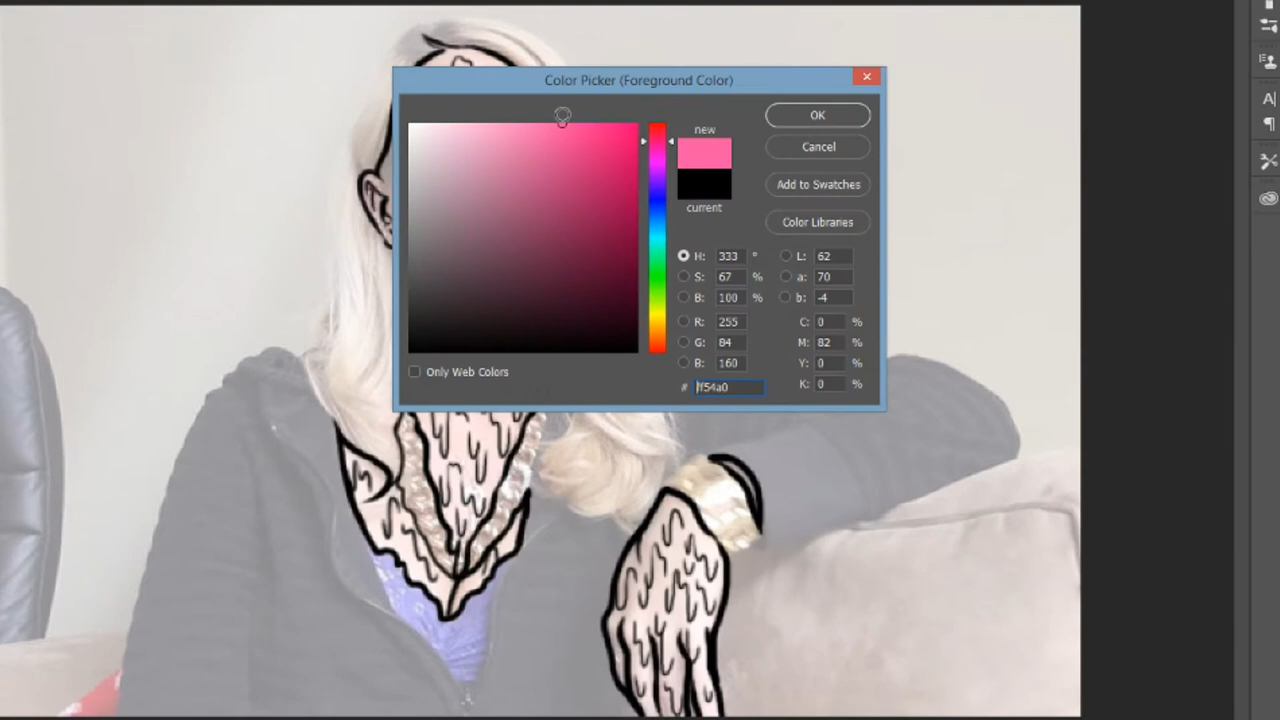 Color Picker (Foreground Color)
new
current
OK
Cancel
Add to Swatches
Color Libraries
H: 333 °
S: 67 %
B: 100 %
R: 255
G: 84
B: 160
# ff54a0
L: 62
a: 70
b: -4
C: 0 %
M: 82 %
Y: 0 %
K: 0 %
Only Web Colors
A|
¶